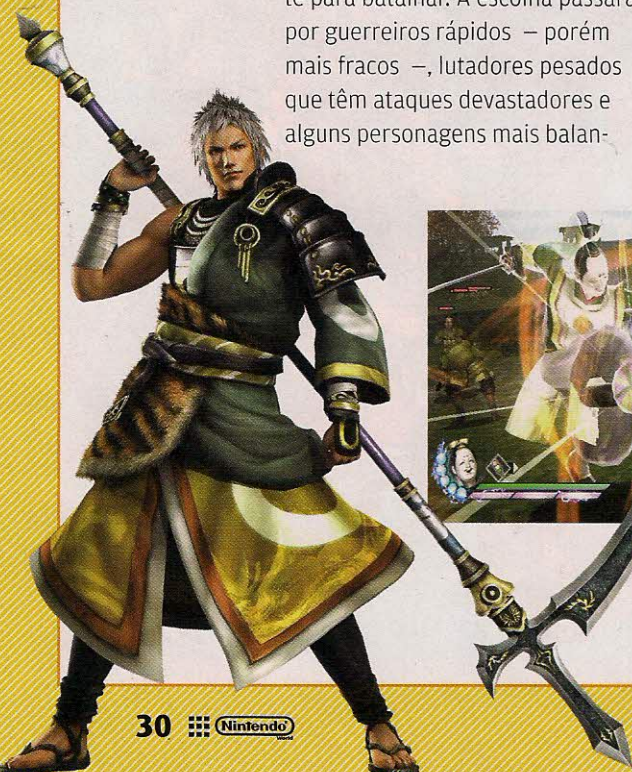 te para batalhar. A escolha passará
por guerreiros rápidos – porém
mais fracos –, lutadores pesados
que têm ataques devastadores e
alguns personagens mais balan-
30 Nintendo
World